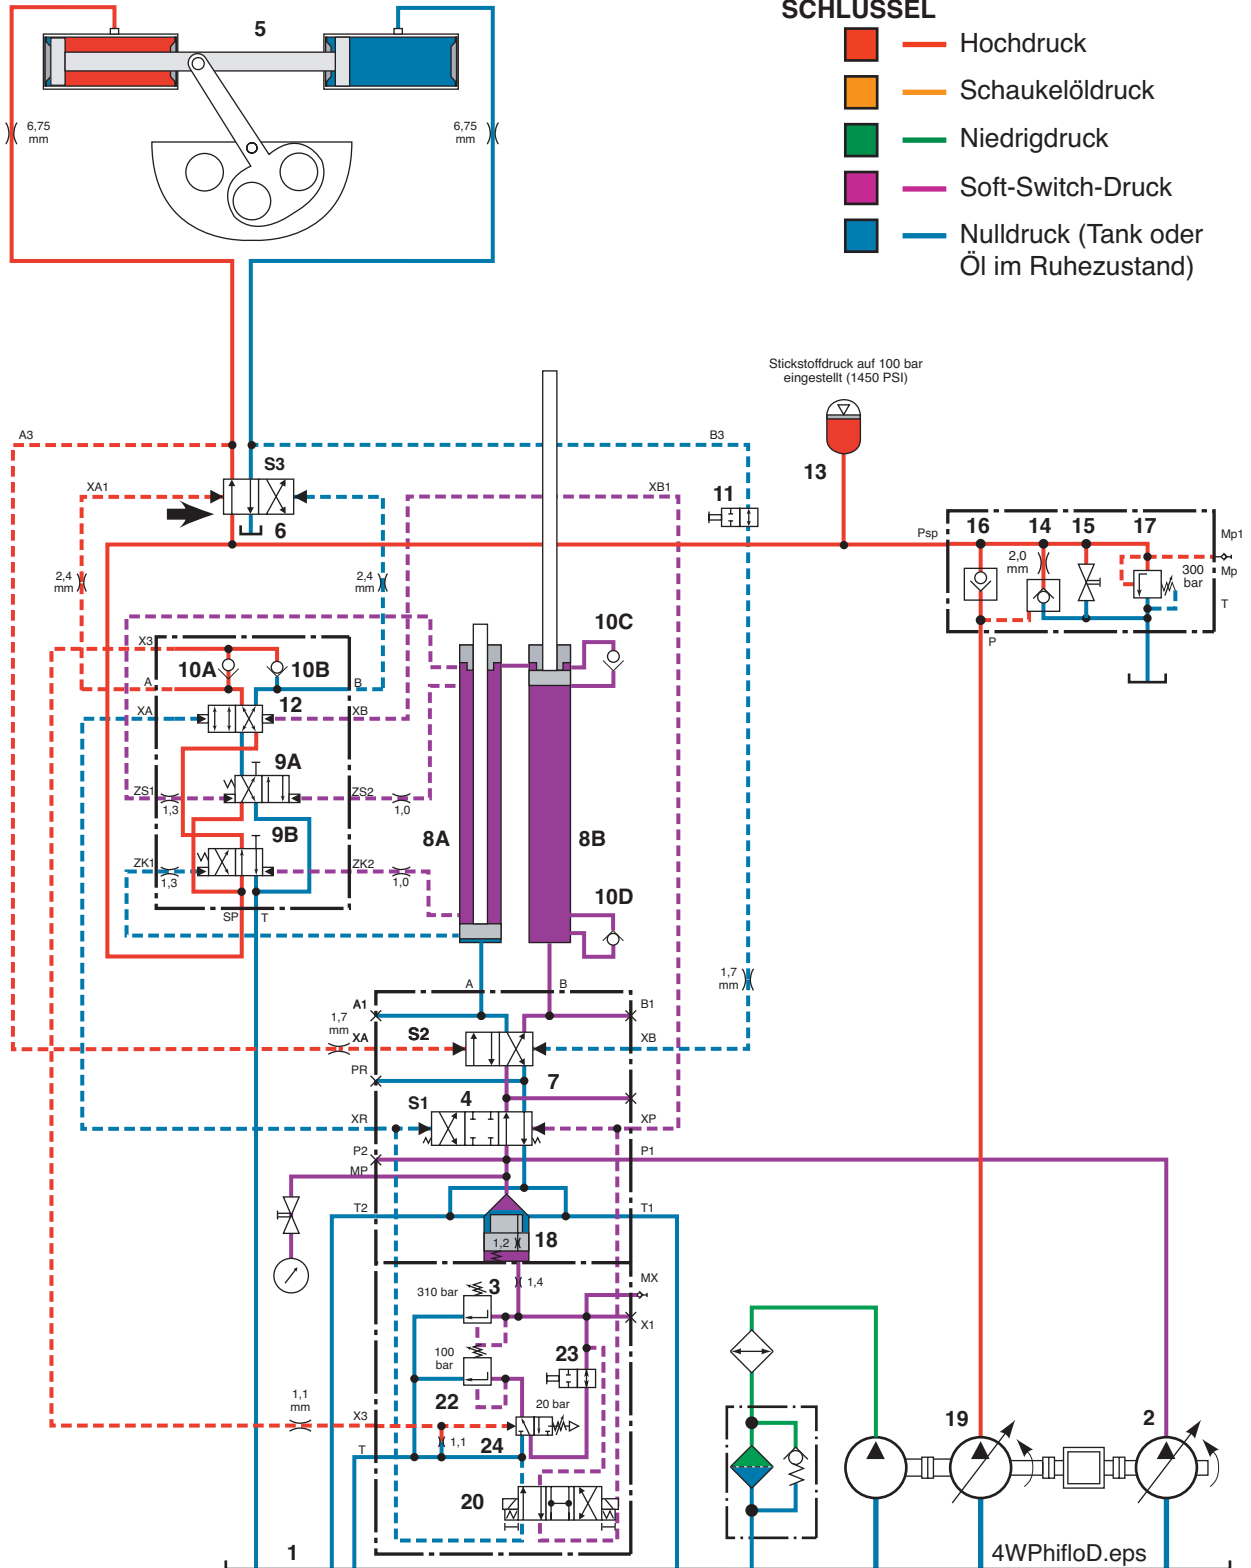 SCHLÜSSEL
Hochdruck
Schaukelöldruck
Niedrigdruck
Soft-Switch-Druck
Nulldruck (Tank oder
Öl im Ruhezustand)
5
6,75
mm
6,75
mm
Stickstoffdruck auf 100 bar
eingestellt (1450 PSI)
13
A3
B3
S3
XA1
XB1
11
6
Psp
16
14
15
17
2,0
mm
300
bar
Mp1
Mp
T
P
2,4
mm
2,4
mm
X3
10A
10B
A
B
12
XA
XB
9A
ZS1
1,3
ZS2
1,0
9B
ZK1
1,3
ZK2
1,0
SP
T
10C
8A
8B
10D
A
B
1,7
mm
A1
B1
1,7
mm
XA
S2
XB
PR
7
S1
4
XR
XP
P2
P1
MP
T2
T1
1,2
18
1,4
MX
310 bar
3
X1
100
bar
23
22
20 bar
1,1
mm
X3
1,1
24
T
20
19
2
1
4WPhifloD.eps